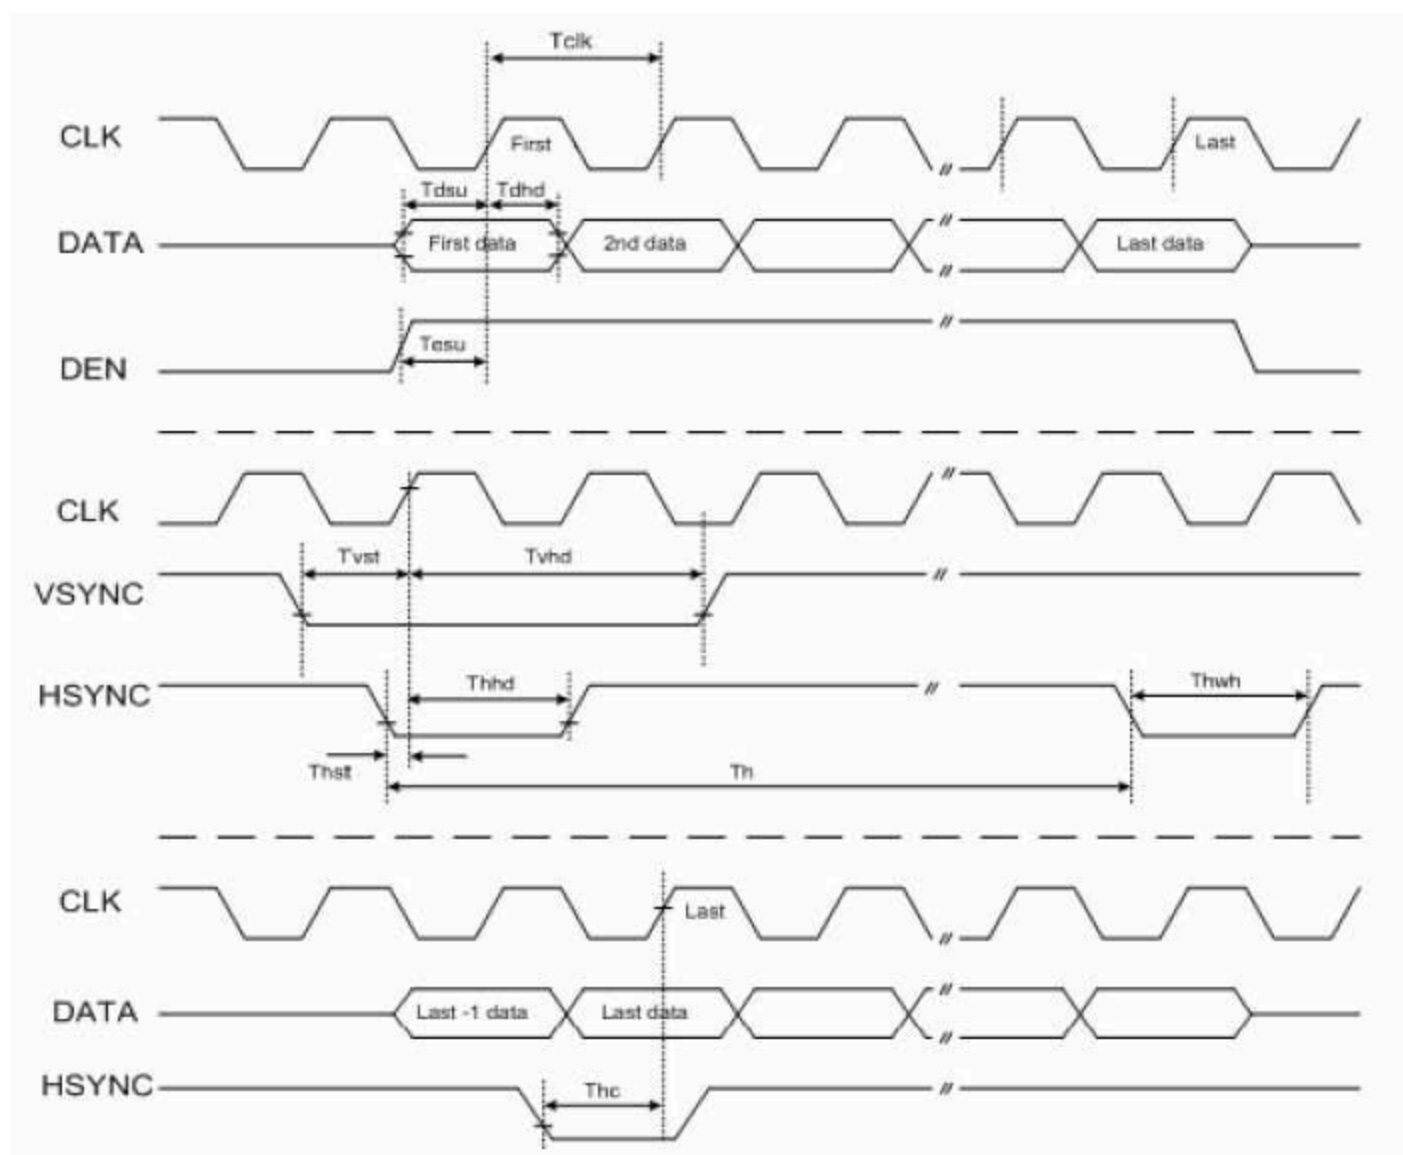 Tclk
CLK
First
Last
Tdsu
Tdhd
DATA
First data
2nd data
Last data
DEN
Tesu
CLK
Tvst
Tvhd
VSYNC
HSYNC
Thhd
Thwh
Thst
Th
CLK
Last
DATA
Last -1 data
Last data
HSYNC
Thc